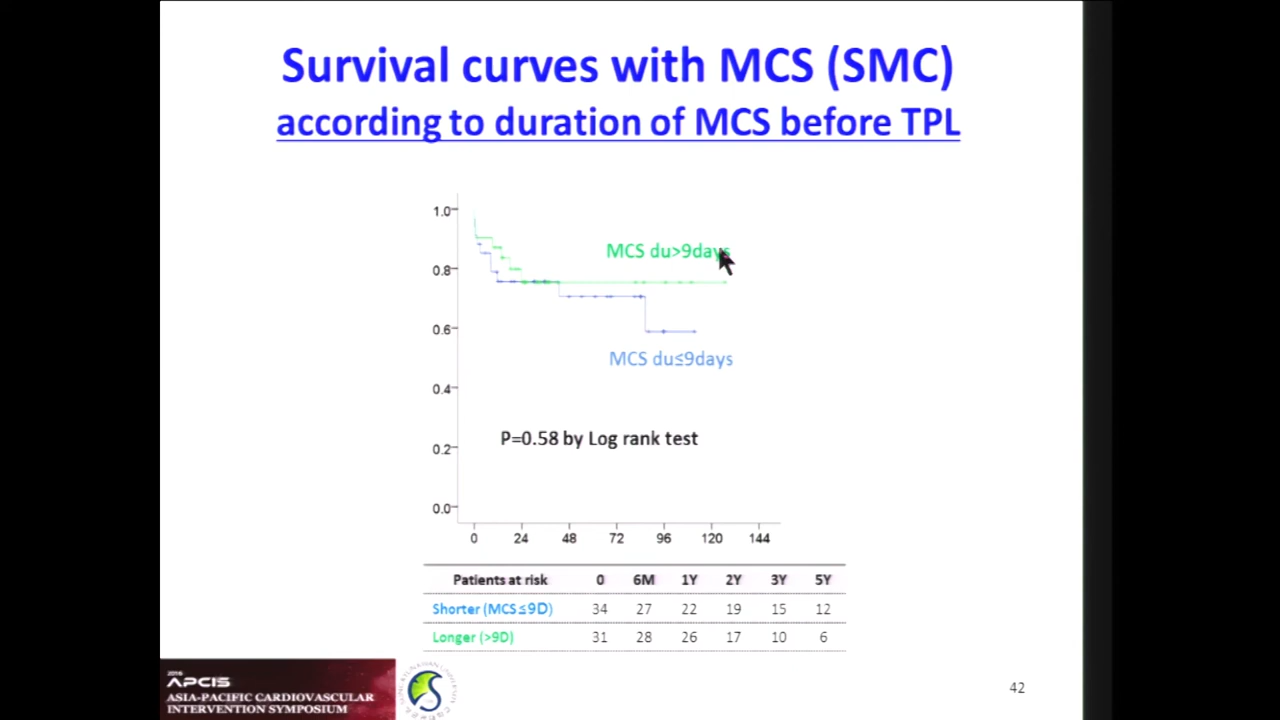 Survival curves with MCS (SMC)
according to duration of MCS before TPL
1.0
0.8
0.6
0.4
0.2
0.0
MCS du>9days
MCS du≤9days
P=0.58 by Log rank test
0 24 48 72 96 120 144
Patients at risk 0 6M 1Y 2Y 3Y 5Y
Shorter (MCS≤9D) 34 27 22 19 15 12
Longer (>9D) 31 28 26 17 10 6
2016
APCIS
ASIA-PACIFIC CARDIOVASCULAR
INTERVENTION SYMPOSIUM
42